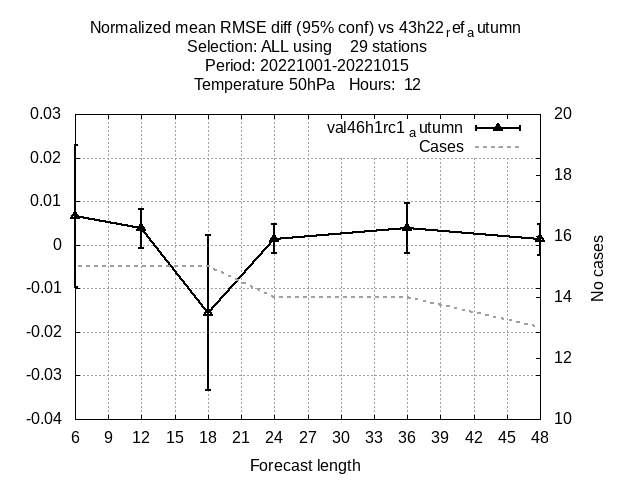 Normalized mean RMSE diff (95% conf) vs 43h22refautumn
Selection: ALL using 29 stations
Period: 20221001-20221015
Temperature 50hPa Hours: 12
val46h1rc1autumn
Cases
0.03
0.02
0.01
0
-0.01
-0.02
-0.03
-0.04
20
18
16
14
12
10
No cases
6 9 12 15 18 21 24 27 30 33 36 39 42 45 48
Forecast length